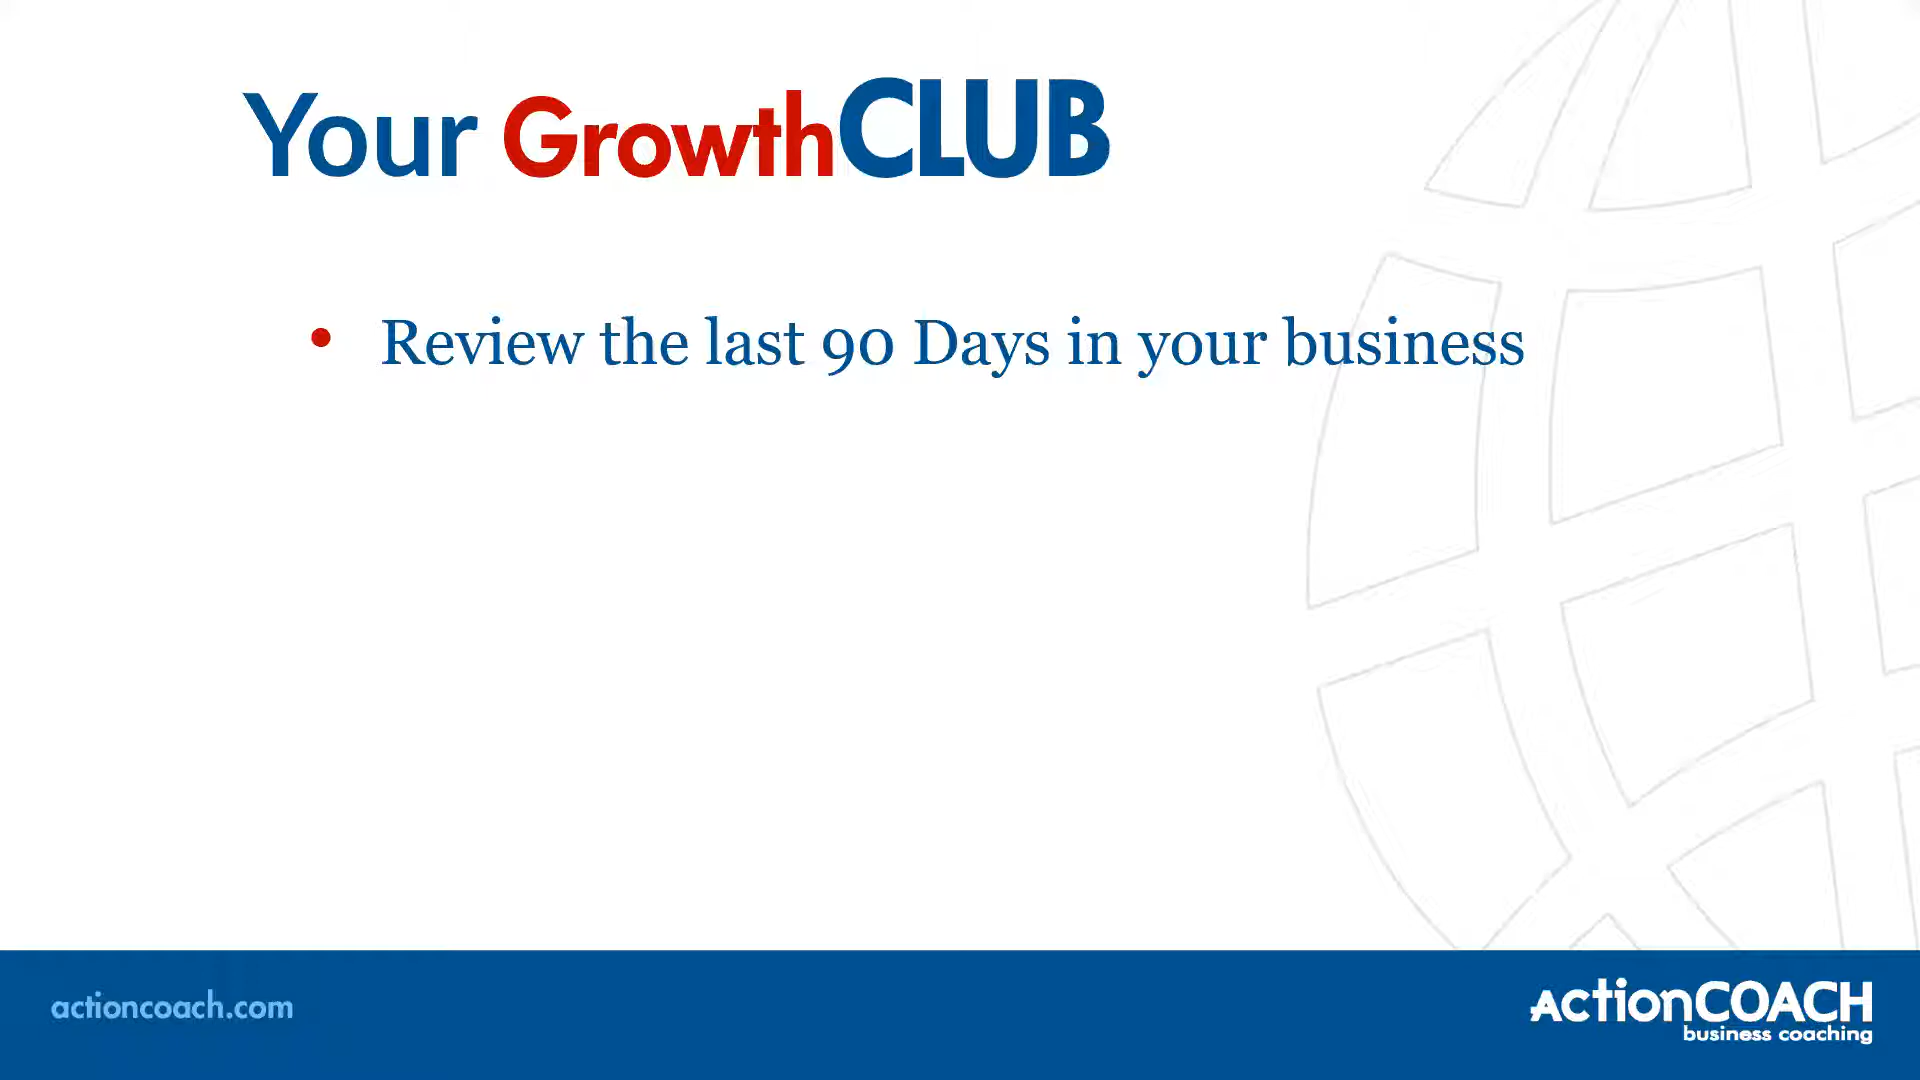 Your GrowthCLUB
• Review the last 90 Days in your business
actioncoach.com
ActionCOACH
business coaching